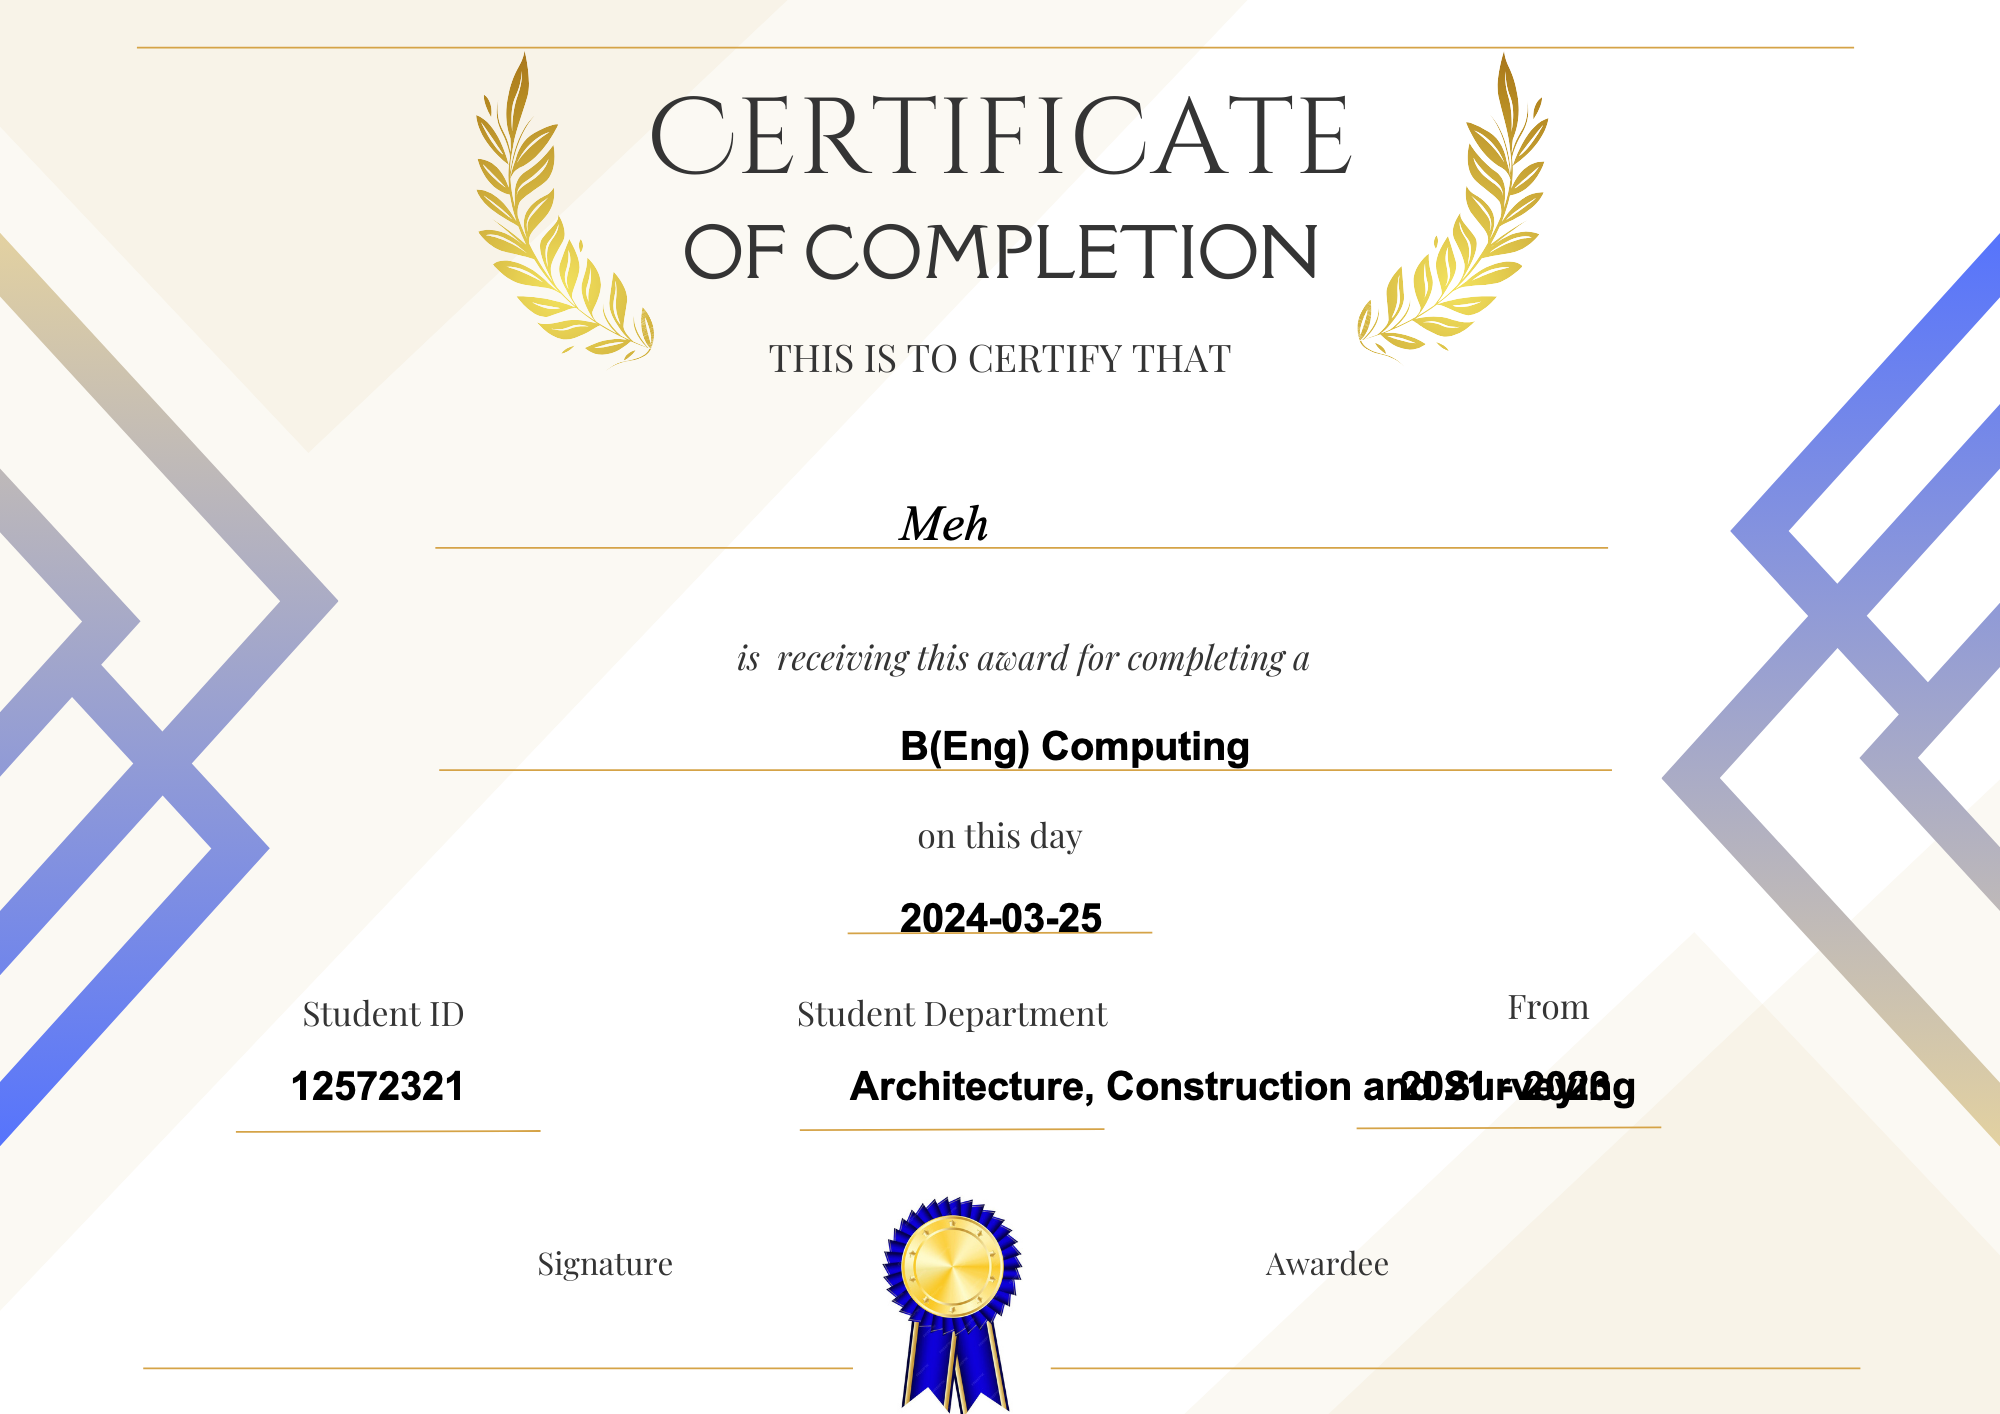 CERTIFICATE
OF COMPLETION
THIS IS TO CERTIFY THAT
Meh
is receiving this award for completing a
B(Eng) Computing
on this day
2024-03-25
Student ID
Student Department
From
12572321
Architecture, Construction and Surveying
2021 - 2023
Signature
Awardee